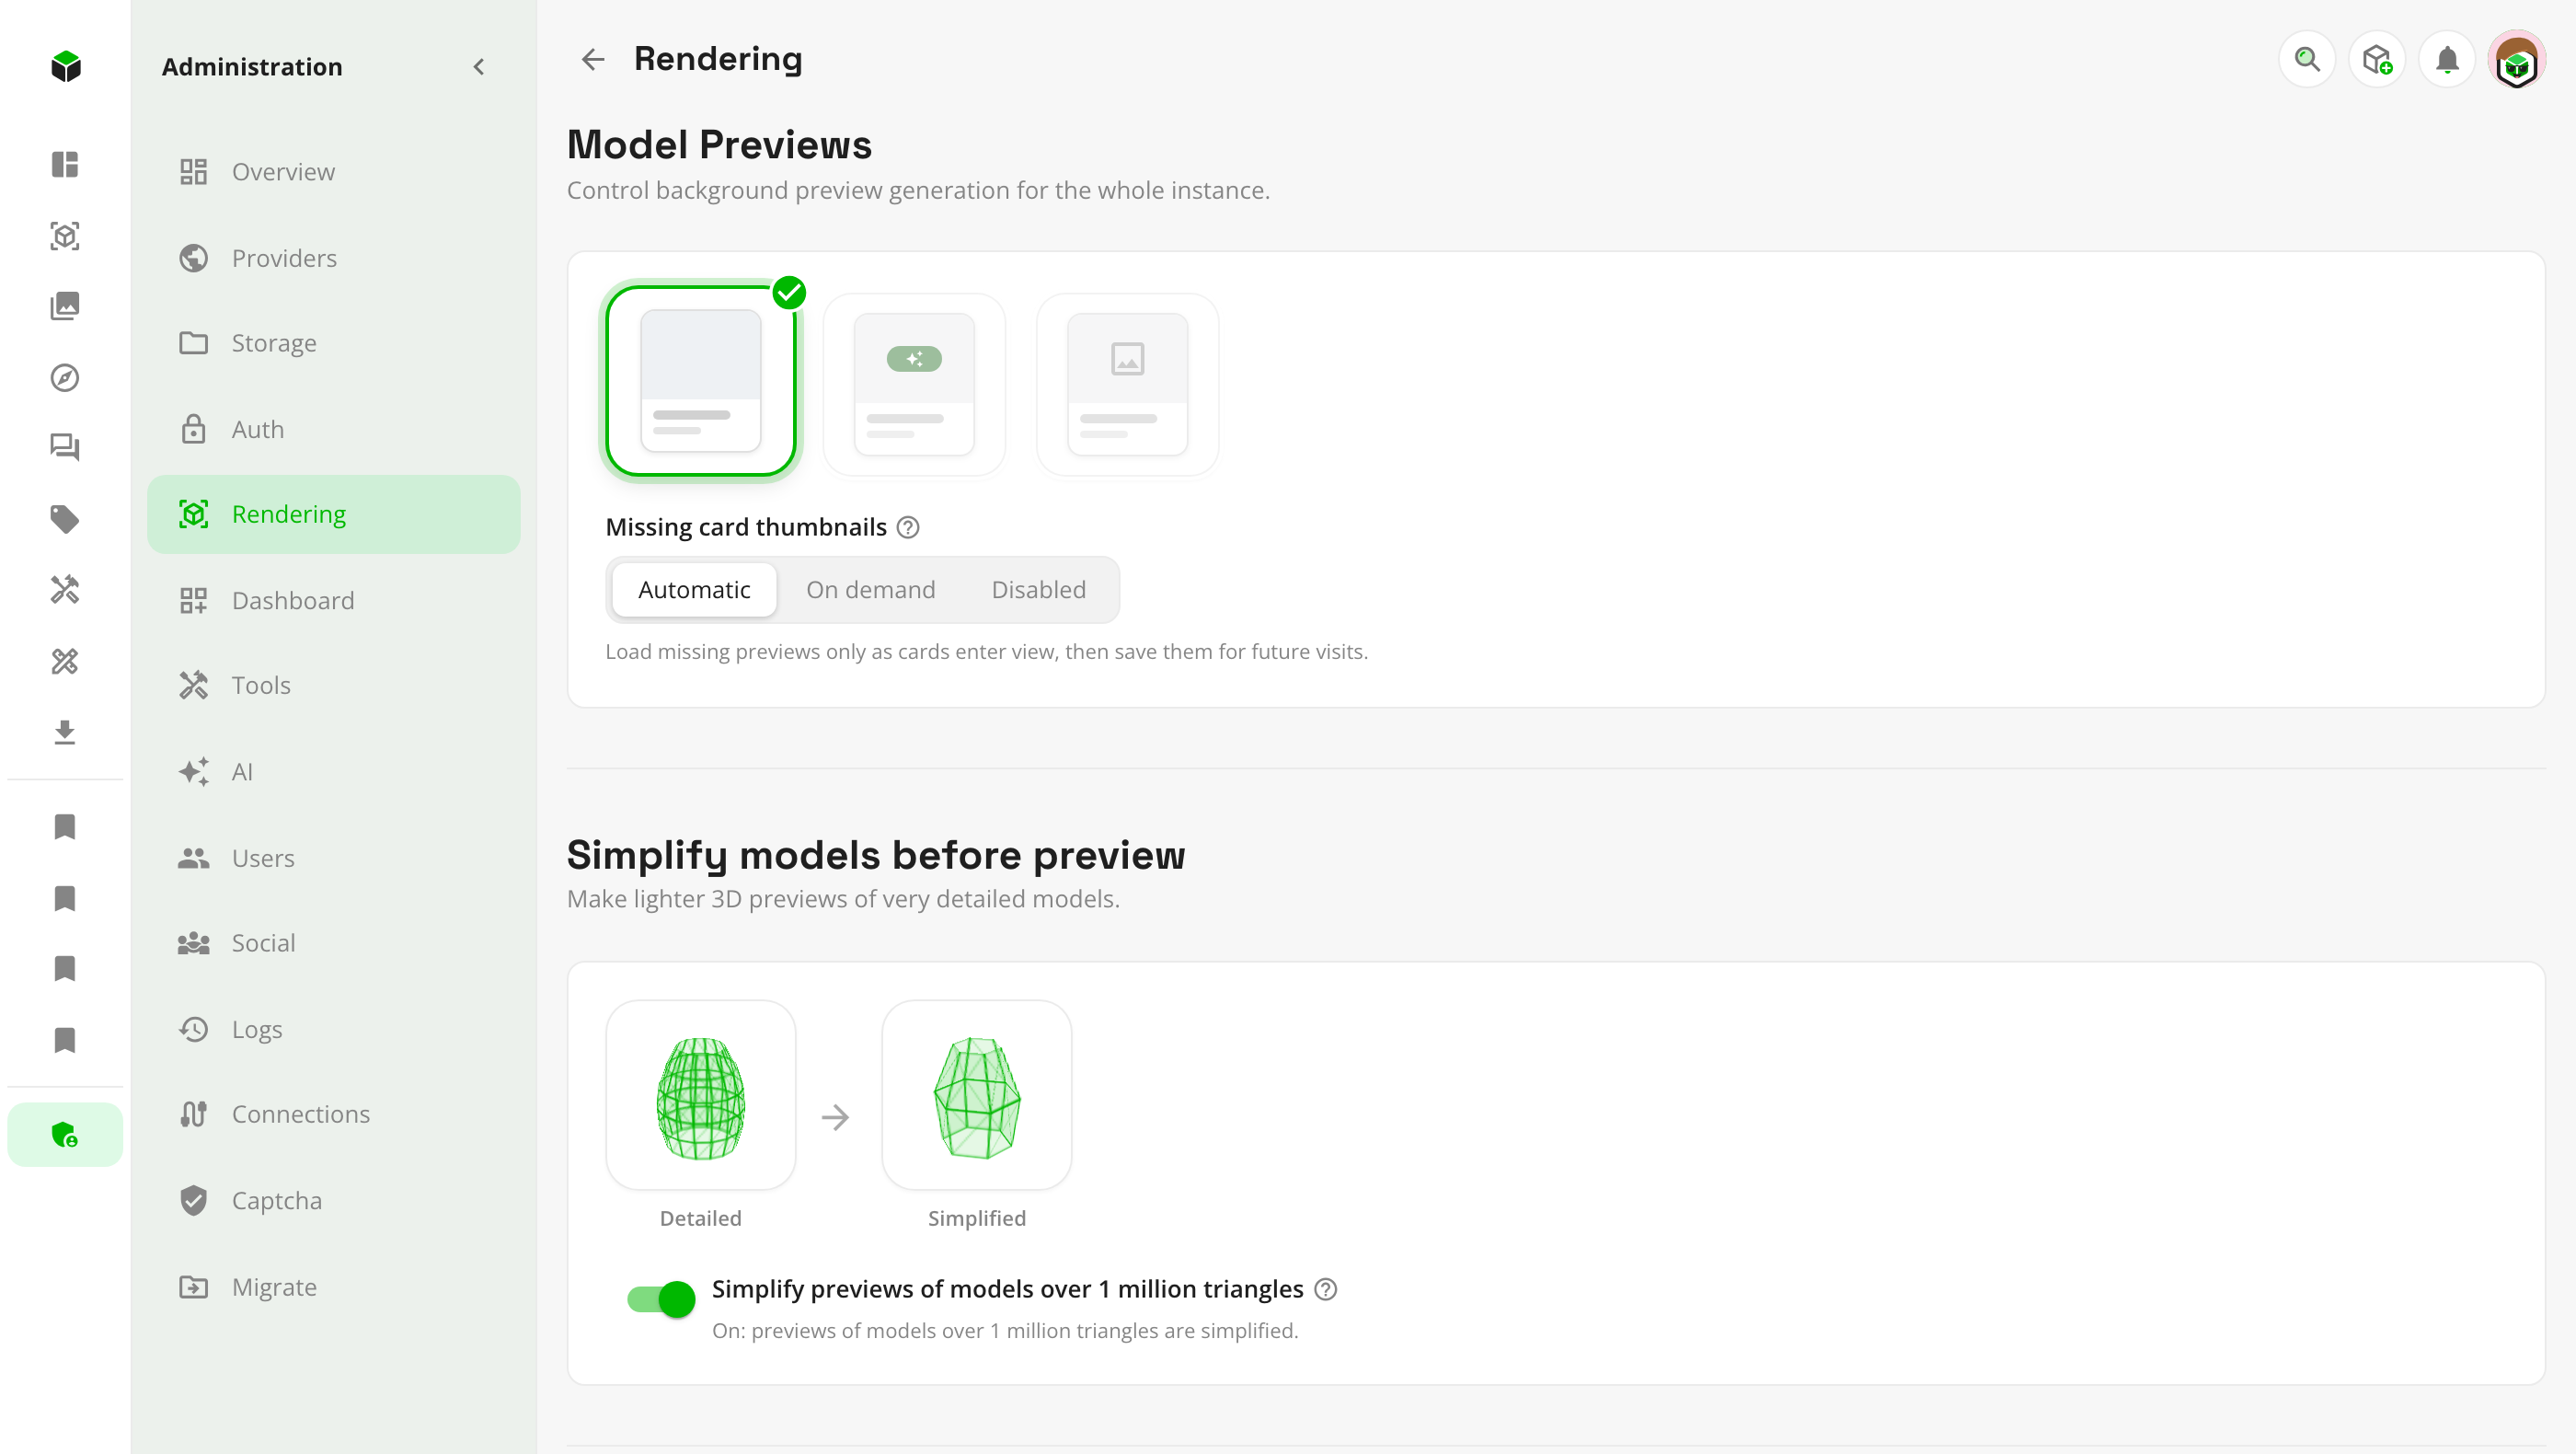 Administration
Overview
Providers
Storage
Auth
Rendering
Dashboard
Tools
AI
Users
Social
Logs
Connections
Captcha
Migrate
Rendering
Model Previews
Control background preview generation for the whole instance.
Missing card thumbnails
Automatic On demand Disabled
Load missing previews only as cards enter view, then save them for future visits.
Simplify models before preview
Make lighter 3D previews of very detailed models.
Detailed Simplified
Simplify previews of models over 1 million triangles
On: previews of models over 1 million triangles are simplified.